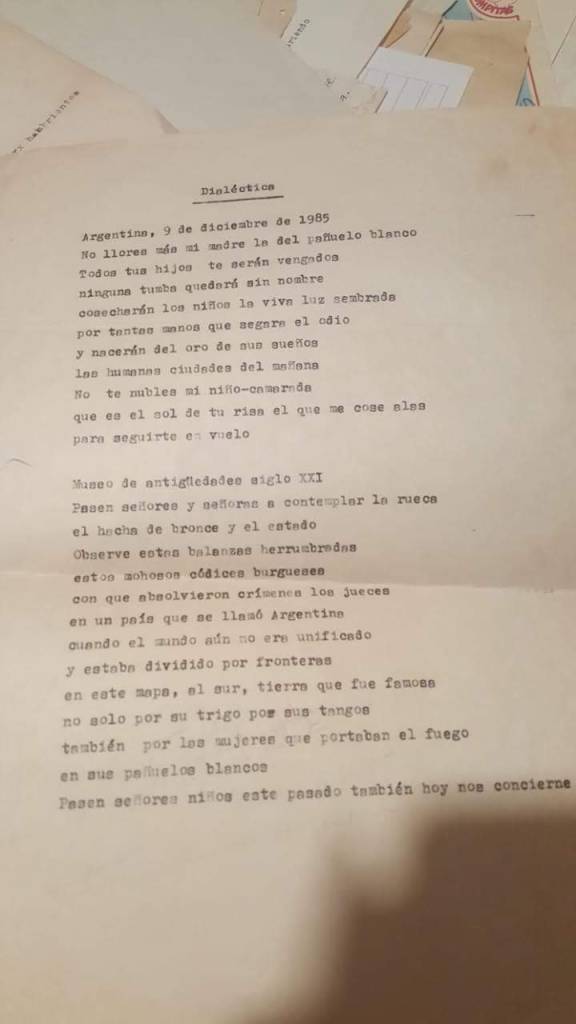 riendo
hambrientos
Dialéctica
Argentina, 9 de diciembre de 1985
No llores más mi madre la del pañuelo blanco
Todos tus hijos te serán vengados
ninguna tumba quedará sin nombre
cosecharán los niños la viva luz sembrada
por tantas manos que segara el odio
y nacerán del oro de sus sueños
las humanas ciudades del mañana
No te nubles mi niño-camarada
que es el sol de tu risa el que me cose alas
para seguirte en vuelo
Museo de antigüedades siglo XXI
Pasen señores y señoras a contemplar la rueca
el hacha de bronce y el estado
Observe estas balanzas herrumbradas
estos mohosos códices burgueses
con que absolvieron crímenes los jueces
en un país que se llamó Argentina
cuando el mundo aún no era unificado
y estaba dividido por fronteras
en este mapa, al sur, tierra que fue famosa
no solo por su trigo por sus tangos
también por las mujeres que portaban el fuego
en sus pañuelos blancos
Pasen señores niños este pasado también hoy nos concierne